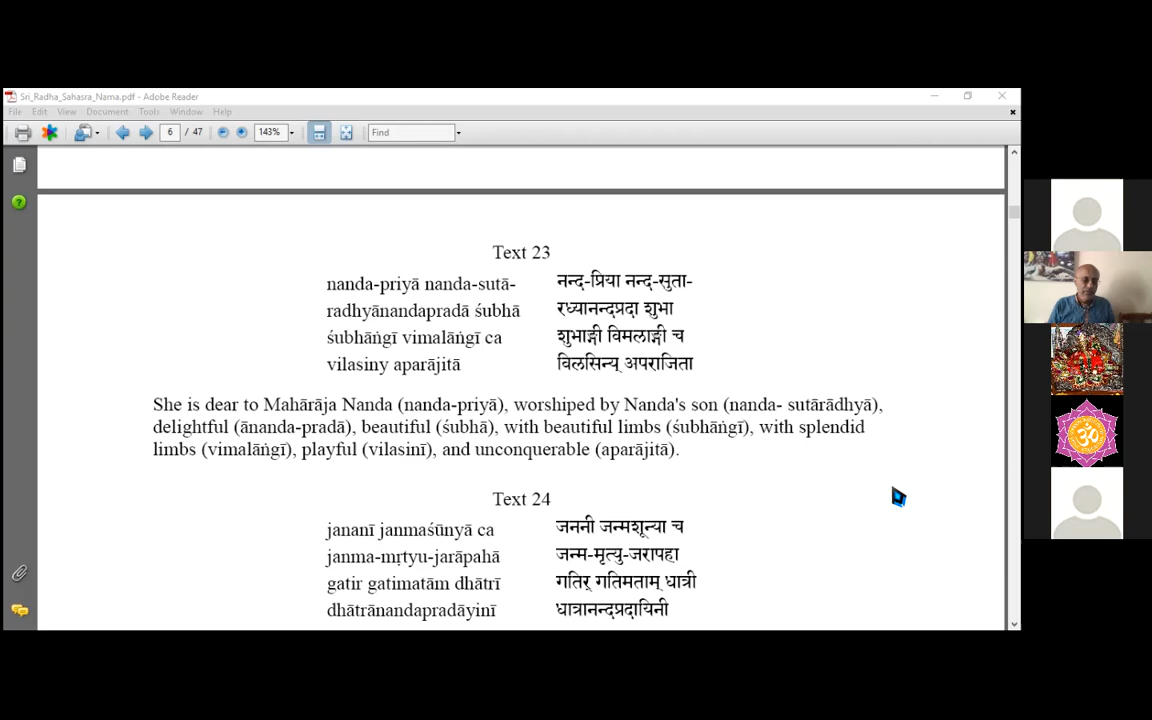 Sri_Radha_Sahasra_Nama.pdf - Adobe Reader
File Edit View Document Tools Window Help
6 / 47 143% Find
Text 23
nanda-priyā nanda-sutā- नन्द-प्रिया नन्द-सुता-
radhyānandapradā śubhā रध्यानन्दप्रदा शुभा
śubhāṅgī vimalāṅgī ca शुभाङ्गी विमलाङ्गी च
vilasiny aparājitā विलसिन्य् अपराजिता
She is dear to Mahārāja Nanda (nanda-priyā), worshiped by Nanda's son (nanda- sutārādhyā),
delightful (ānanda-pradā), beautiful (śubhā), with beautiful limbs (śubhāṅgī), with splendid
limbs (vimalāṅgī), playful (vilasinī), and unconquerable (aparājitā).
Text 24
jananī janmaśūnyā ca जननी जन्मशून्या च
janma-mṛtyu-jarāpahā जन्म-मृत्यु-जरापहा
gatir gatimatām dhātrī गतिर् गतिमताम् धात्री
dhātrānandapradāyinī धात्रानन्दप्रदायिनी
ॐ